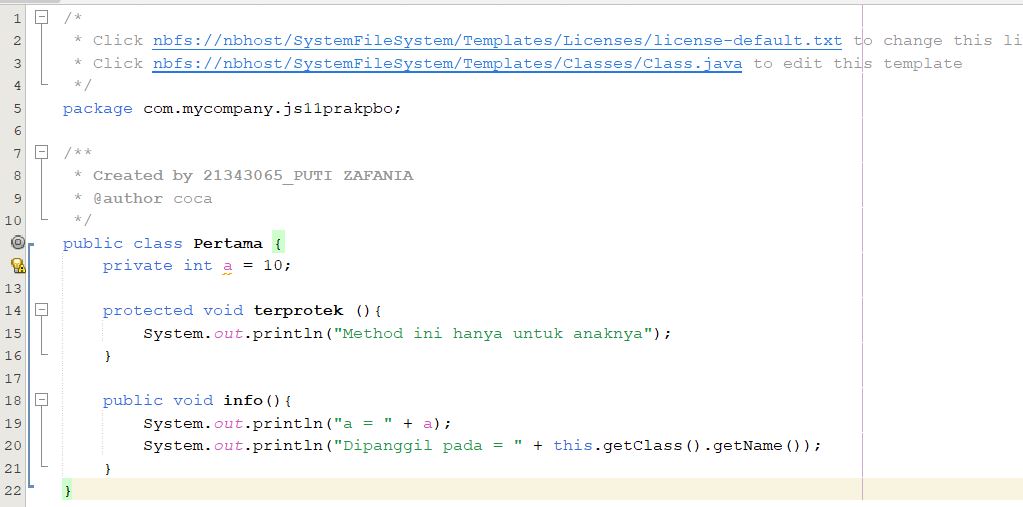 1 /*
2 * Click nbfs://nbhost/SystemFileSystem/Templates/Licenses/license-default.txt to change this li
3 * Click nbfs://nbhost/SystemFileSystem/Templates/Classes/Class.java to edit this template
4 */
5 package com.mycompany.js11prakpbo;
6
7 /**
8 * Created by 21343065_PUTI ZAFANIA
9 * @author coca
10 */
public class Pertama {
private int a = 10;
13
14 protected void terprotek (){
15 System.out.println("Method ini hanya untuk anaknya");
16 }
17
18 public void info(){
19 System.out.println("a = " + a);
20 System.out.println("Dipanggil pada = " + this.getClass().getName());
21 }
22 }